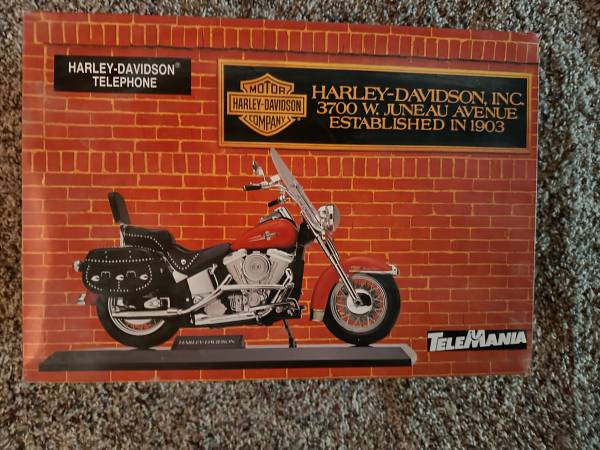 HARLEY-DAVIDSON®
TELEPHONE
MOTOR
HARLEY-DAVIDSON
COMPANY
HARLEY-DAVIDSON, INC.
3700 W. JUNEAU AVENUE
ESTABLISHED IN 1903
HARLEY-DAVIDSON
TELEMANIA